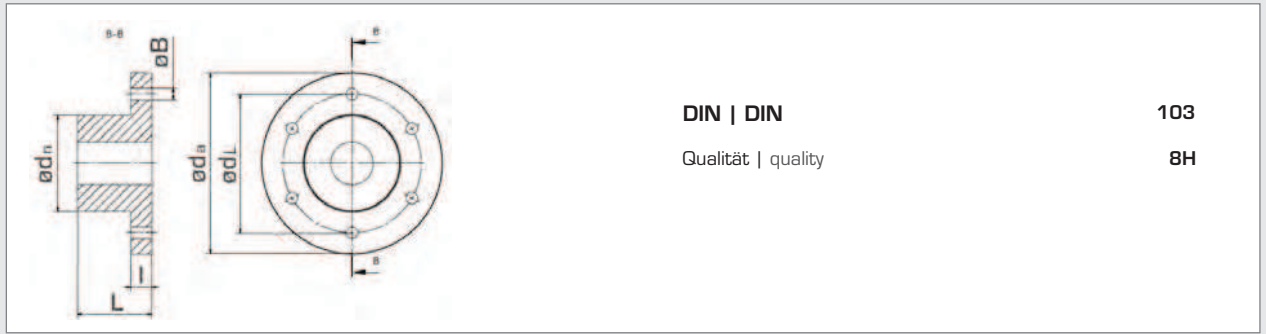 B-B
øB
ødn
øda
ødL
l
L
B
B
DIN | DIN 103
Qualität | quality 8H